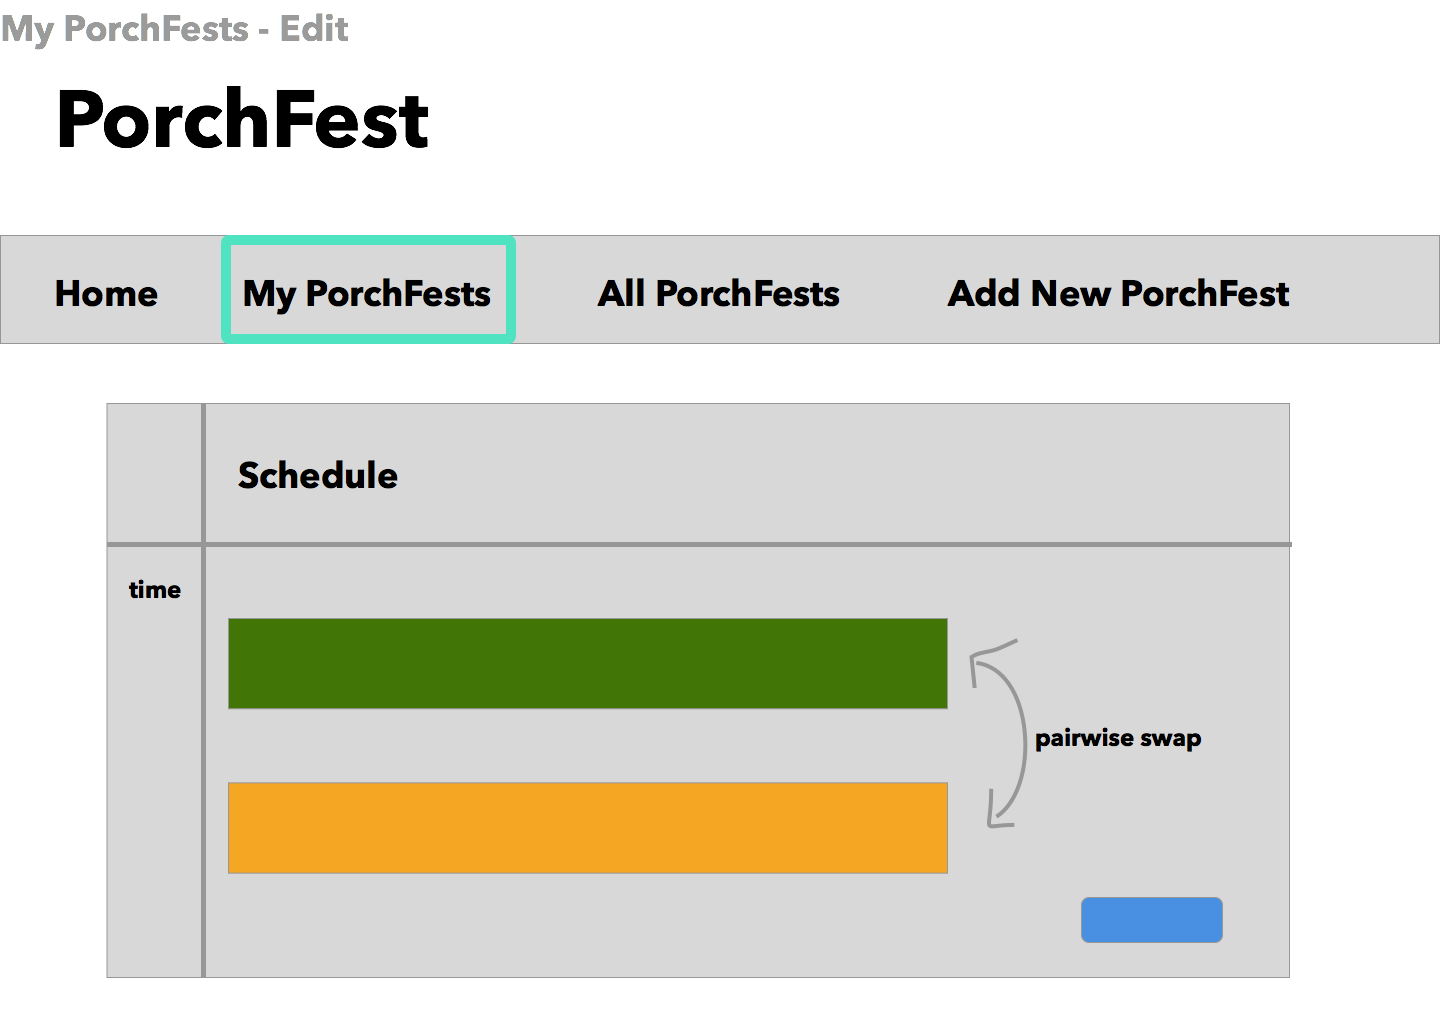 My PorchFests - Edit
PorchFest
Home My PorchFests All PorchFests Add New PorchFest
Schedule
time
pairwise swap